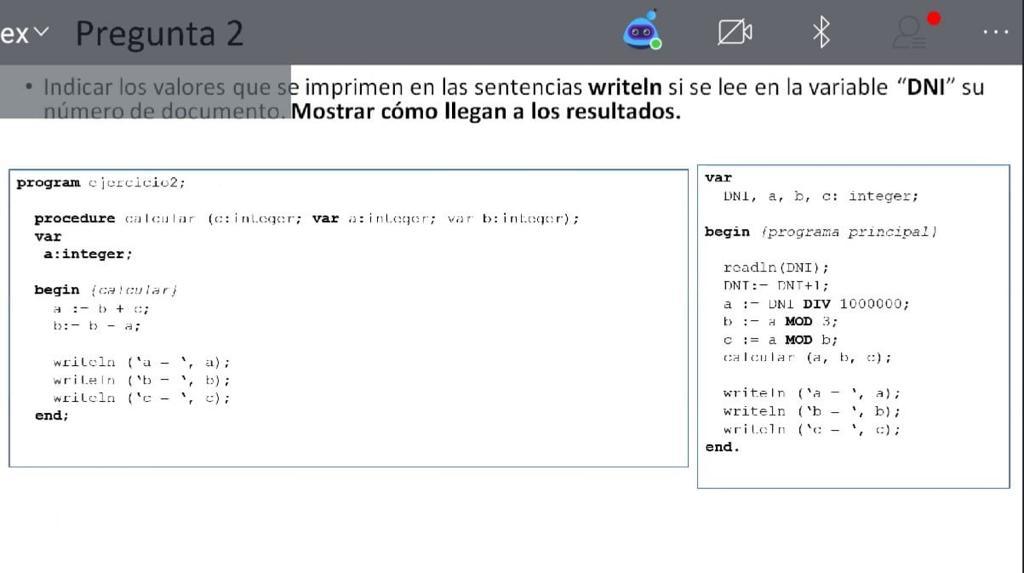 ex Pregunta 2
• Indicar los valores que se imprimen en las sentencias writeln si se lee en la variable “DNI” su
número de documento. Mostrar cómo llegan a los resultados.
program ejercicio2;
procedure calcular (c:integer; var a:integer; var b:integer);
var
a:integer;
begin {calcular}
a := b + c;
b:= b - a;
writeln (‘a = ‘, a);
writeln (‘b = ‘, b);
writeln (‘c = ‘, c);
end;
var
DNI, a, b, c: integer;
begin {programa principal}
readln(DNI);
DNI:= DNI+1;
a := DNI DIV 1000000;
b := a MOD 3;
c := a MOD b;
calcular (a, b, c);
writeln (‘a = ‘, a);
writeln (‘b = ‘, b);
writeln (‘c = ‘, c);
end.